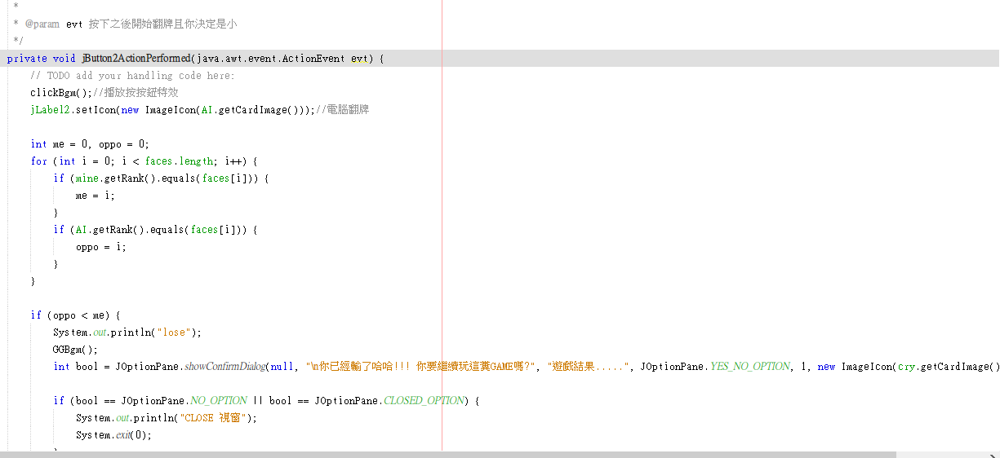 *
* @param evt 按下之後開始翻牌且你決定是小
*/
private void jButton2ActionPerformed(java.awt.event.ActionEvent evt) {
// TODO add your handling code here:
clickBgm();//播放按按鈕特效
jLabel2.setIcon(new ImageIcon(AI.getCardImage()));//電腦翻牌
int me = 0, oppo = 0;
for (int i = 0; i < faces.length; i++) {
if (mine.getRank().equals(faces[i])) {
me = i;
}
if (AI.getRank().equals(faces[i])) {
oppo = i;
}
}
if (oppo < me) {
System.out.println("lose");
GGBgm();
int bool = JOptionPane.showConfirmDialog(null, "\n你已經輸了哈哈!!! 你要繼續玩這糞GAME嗎?", "遊戲結果.....", JOptionPane.YES_NO_OPTION, 1, new ImageIcon(cry.getCardImage()
if (bool == JOptionPane.NO_OPTION || bool == JOptionPane.CLOSED_OPTION) {
System.out.println("CLOSE 視窗");
System.exit(0);